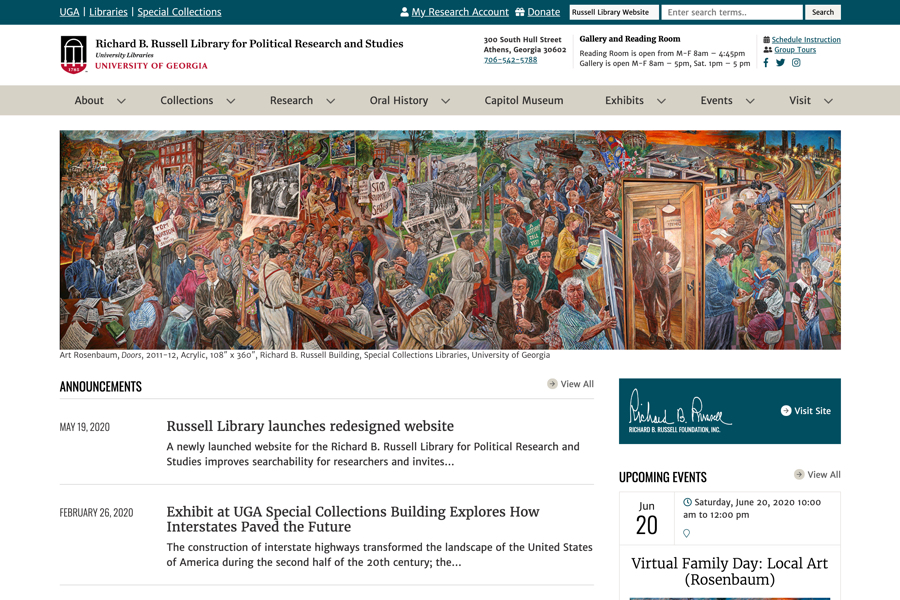 UGA | Libraries | Special Collections
My Research Account Donate Russell Library Website Enter search terms.. Search
Richard B. Russell Library for Political Research and Studies
University Libraries
UNIVERSITY OF GEORGIA
1785
300 South Hull Street
Athens, Georgia 30602
706-542-5788
Gallery and Reading Room
Reading Room is open from M-F 8am – 4:45pm
Gallery is open M-F 8am – 5pm, Sat. 1pm – 5 pm
Schedule Instruction
Group Tours
About Collections Research Oral History Capitol Museum Exhibits Events Visit
TOM WATSON
Art Rosenbaum, Doors, 2011-12, Acrylic, 108" x 360", Richard B. Russell Building, Special Collections Libraries, University of Georgia
ANNOUNCEMENTS
View All
MAY 19, 2020
Russell Library launches redesigned website
A newly launched website for the Richard B. Russell Library for Political Research and
Studies improves searchability for researchers and invites...
FEBRUARY 26, 2020
Exhibit at UGA Special Collections Building Explores How
Interstates Paved the Future
The construction of interstate highways transformed the landscape of the United States
of America during the second half of the 20th century; the...
Richard B. Russell
RICHARD B. RUSSELL FOUNDATION, INC.
Visit Site
UPCOMING EVENTS
View All
Jun
20
Saturday, June 20, 2020 10:00
am to 12:00 pm
Virtual Family Day: Local Art
(Rosenbaum)